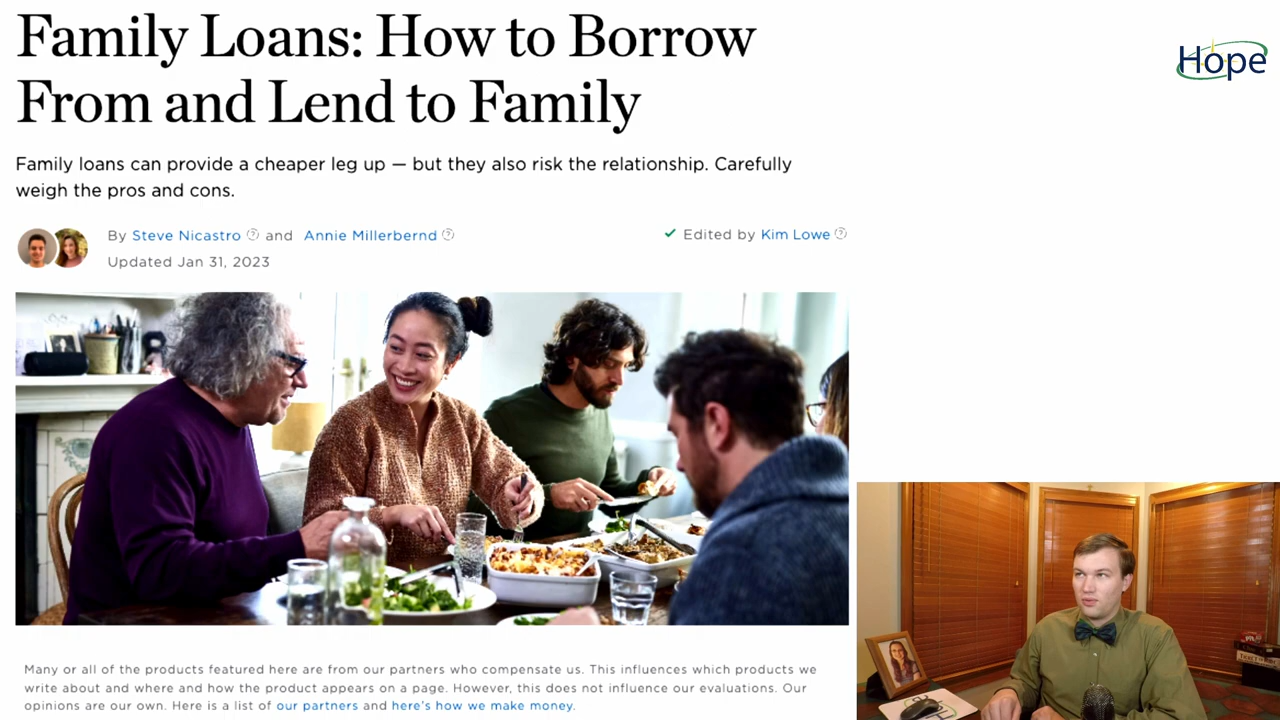 Family Loans: How to Borrow
From and Lend to Family
Hope
Family loans can provide a cheaper leg up — but they also risk the relationship. Carefully
weigh the pros and cons.
By Steve Nicastro ? and Annie Millerbernd ?
✓ Edited by Kim Lowe ?
Updated Jan 31, 2023
Many or all of the products featured here are from our partners who compensate us. This influences which products we
write about and where and how the product appears on a page. However, this does not influence our evaluations. Our
opinions are our own. Here is a list of our partners and here's how we make money.